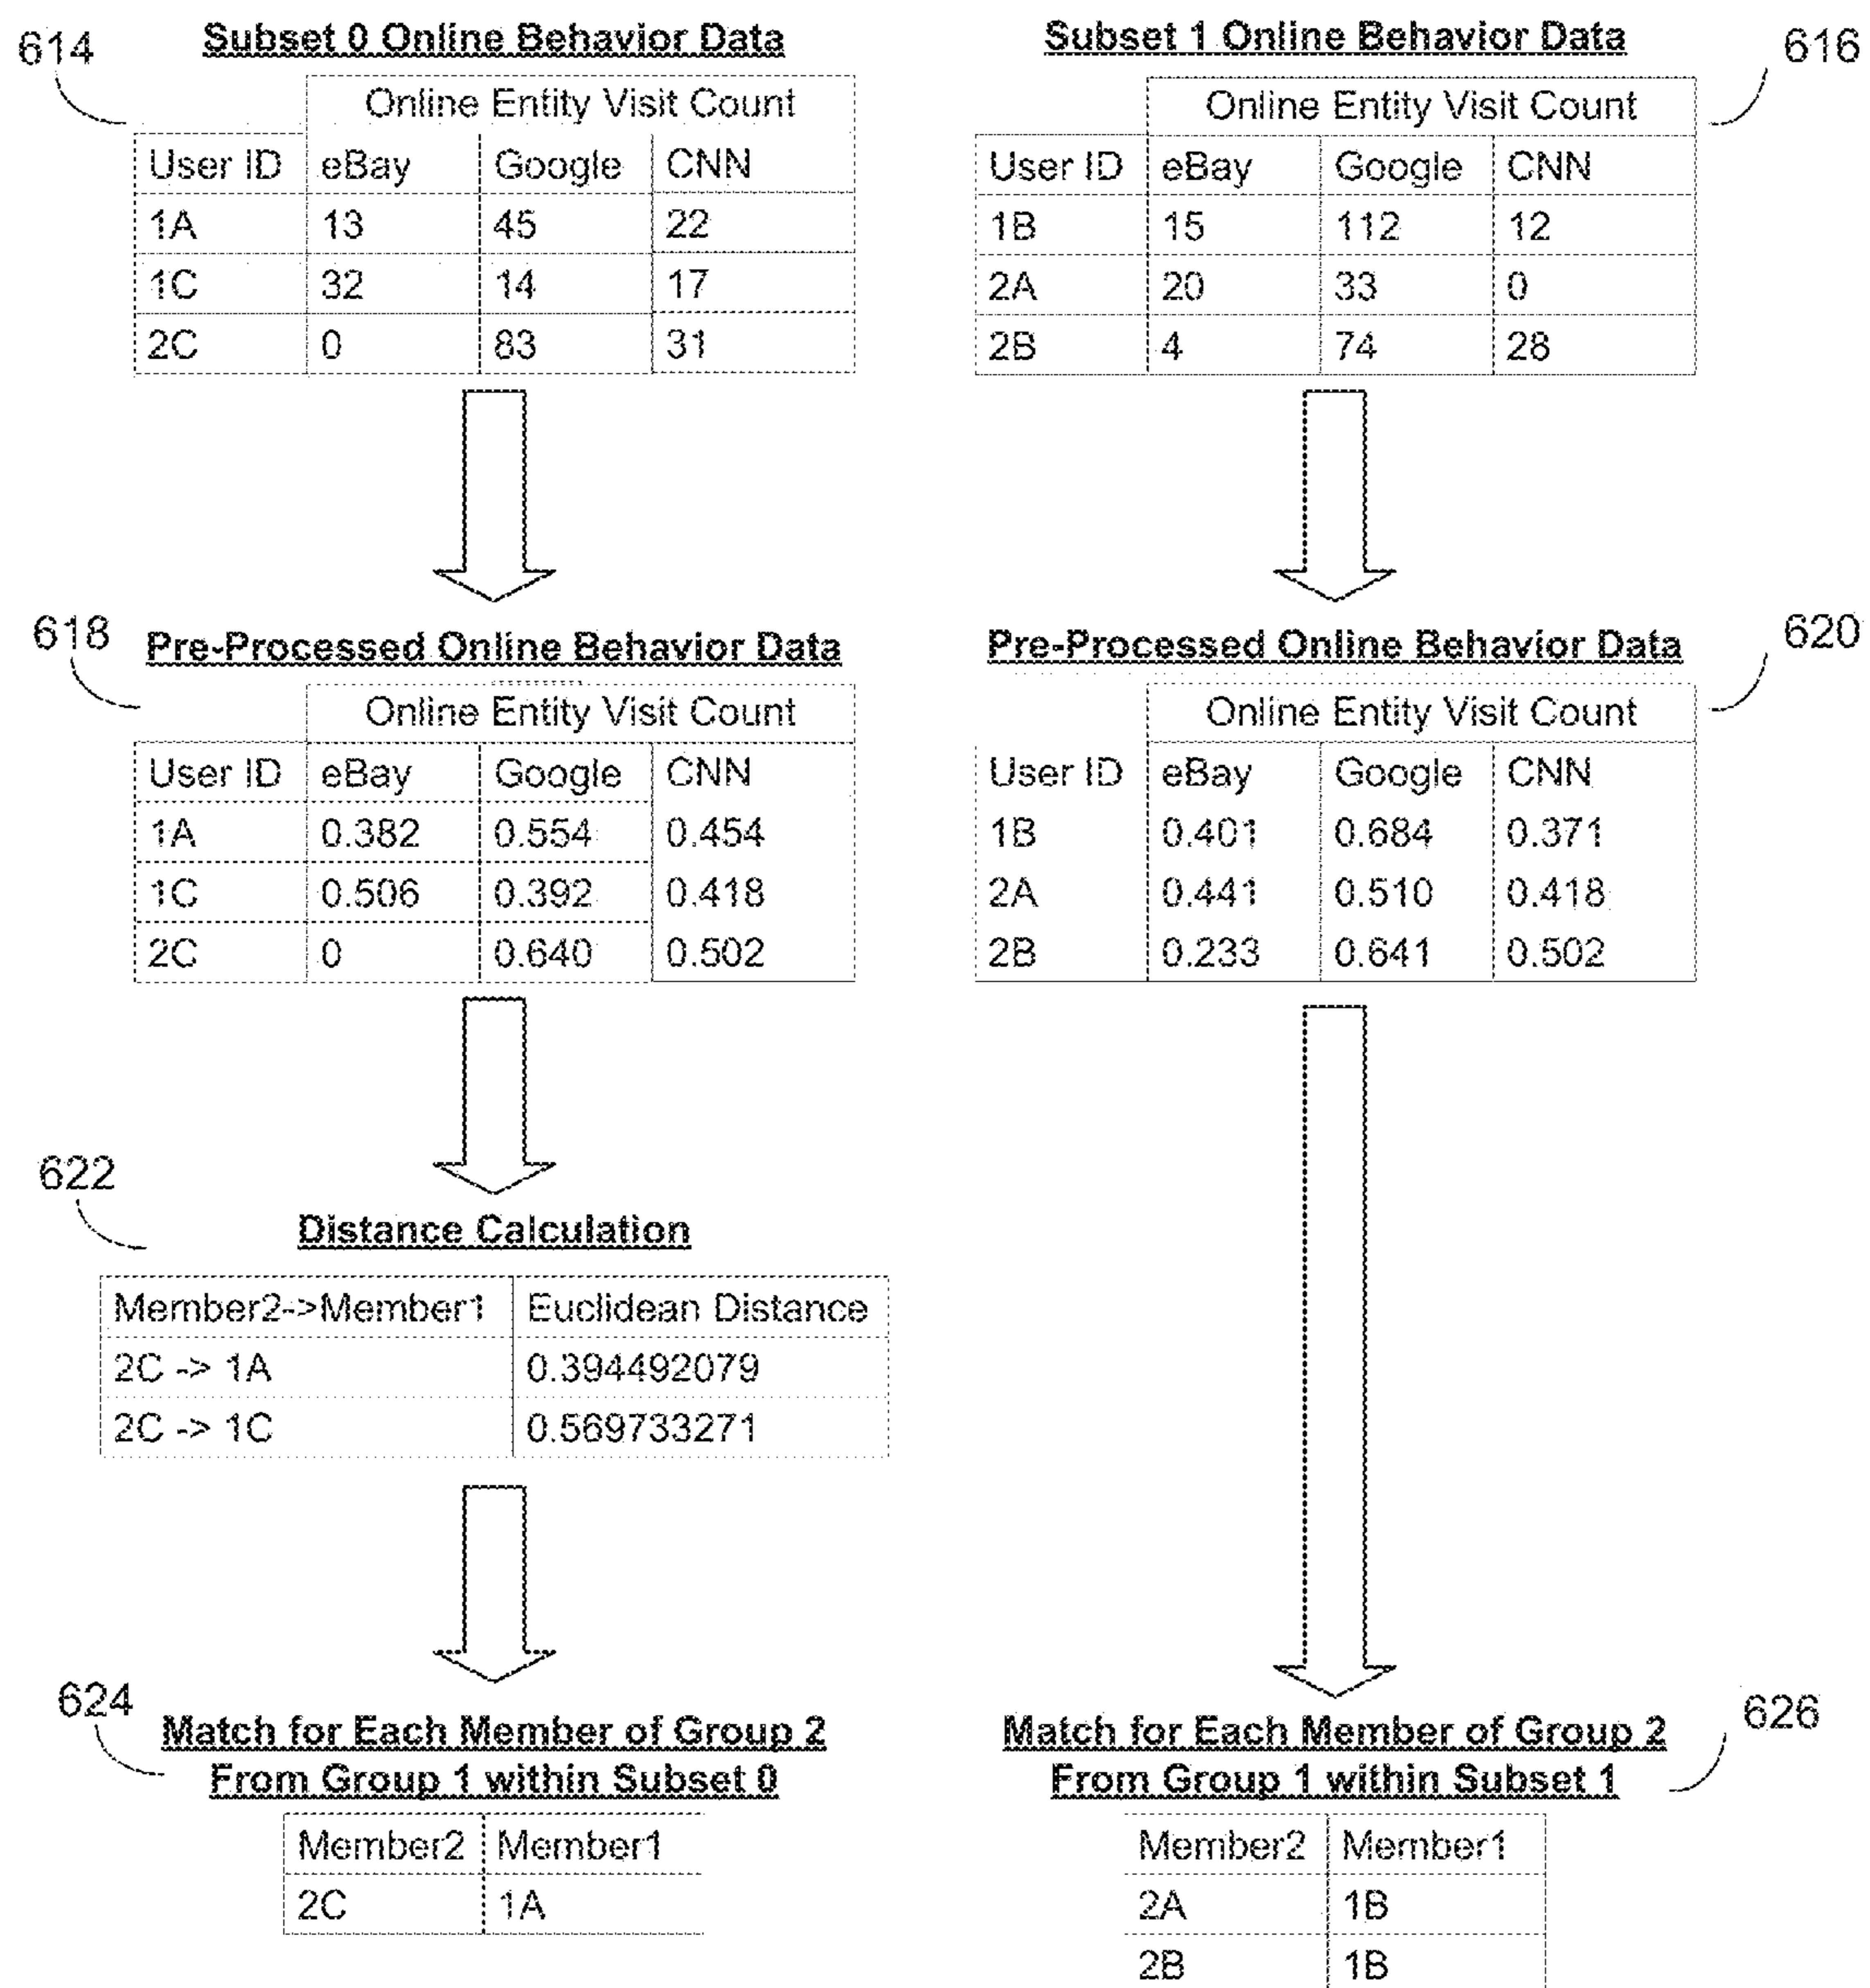 614
Subset 0 Online Behavior Data
Online Entity Visit Count
User ID eBay Google CNN
1A 13 45 22
1C 32 14 17
2C 0 83 31
Subset 1 Online Behavior Data
616
Online Entity Visit Count
User ID eBay Google CNN
1B 15 112 12
2A 20 33 0
2B 4 74 28
618
Pre-Processed Online Behavior Data
Online Entity Visit Count
User ID eBay Google CNN
1A 0.382 0.554 0.454
1C 0.506 0.392 0.418
2C 0 0.640 0.502
Pre-Processed Online Behavior Data
620
Online Entity Visit Count
User ID eBay Google CNN
1B 0.401 0.684 0.371
2A 0.441 0.510 0.418
2B 0.233 0.641 0.502
622
Distance Calculation
Member2->Member1 Euclidean Distance
2C -> 1A 0.394492079
2C -> 1C 0.569733271
624
Match for Each Member of Group 2
From Group 1 within Subset 0
Member2 Member1
2C 1A
Match for Each Member of Group 2
From Group 1 within Subset 1
626
Member2 Member1
2A 1B
2B 1B